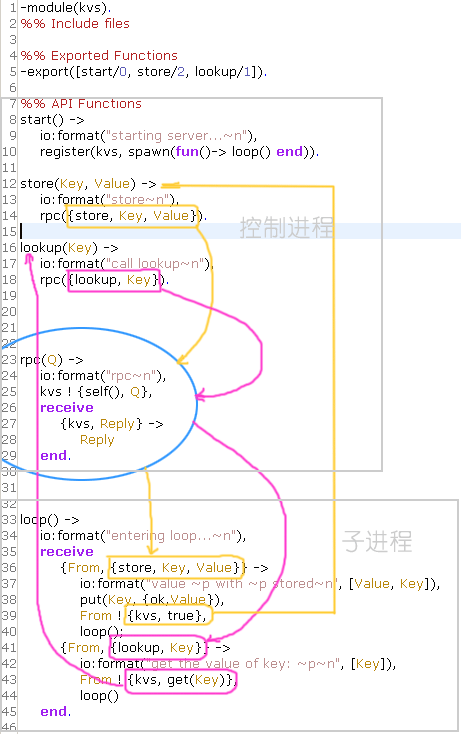 1 -module(kvs).
2 %% Include files
3
4 %% Exported Functions
5 -export([start/0, store/2, lookup/1]).
6
7 %% API Functions
8 start() ->
9 io:format("starting server...~n"),
10 register(kvs, spawn(fun()-> loop() end)).
11
12 store(Key, Value) ->
13 io:format("store~n"),
14 rpc({store, Key, Value}).
15 控制进程
16 lookup(Key) ->
17 io:format("call lookup~n"),
18 rpc({lookup, Key}).
19
20
21
22
23 rpc(Q) ->
24 io:format("rpc~n"),
25 kvs ! {self(), Q},
26 receive
27 {kvs, Reply} ->
28 Reply
29 end.
30
31
32
33 loop() ->
34 io:format("entering loop...~n"),
35 receive 子进程
36 {From, {store, Key, Value}} ->
37 io:format("value ~p with ~p stored~n", [Value, Key]),
38 put(Key, {ok,Value}),
39 From ! {kvs, true},
40 loop();
41 {From, {lookup, Key}} ->
42 io:format("get the value of key: ~p~n", [Key]),
43 From ! {kvs, get(Key)},
44 loop()
45 end.
46